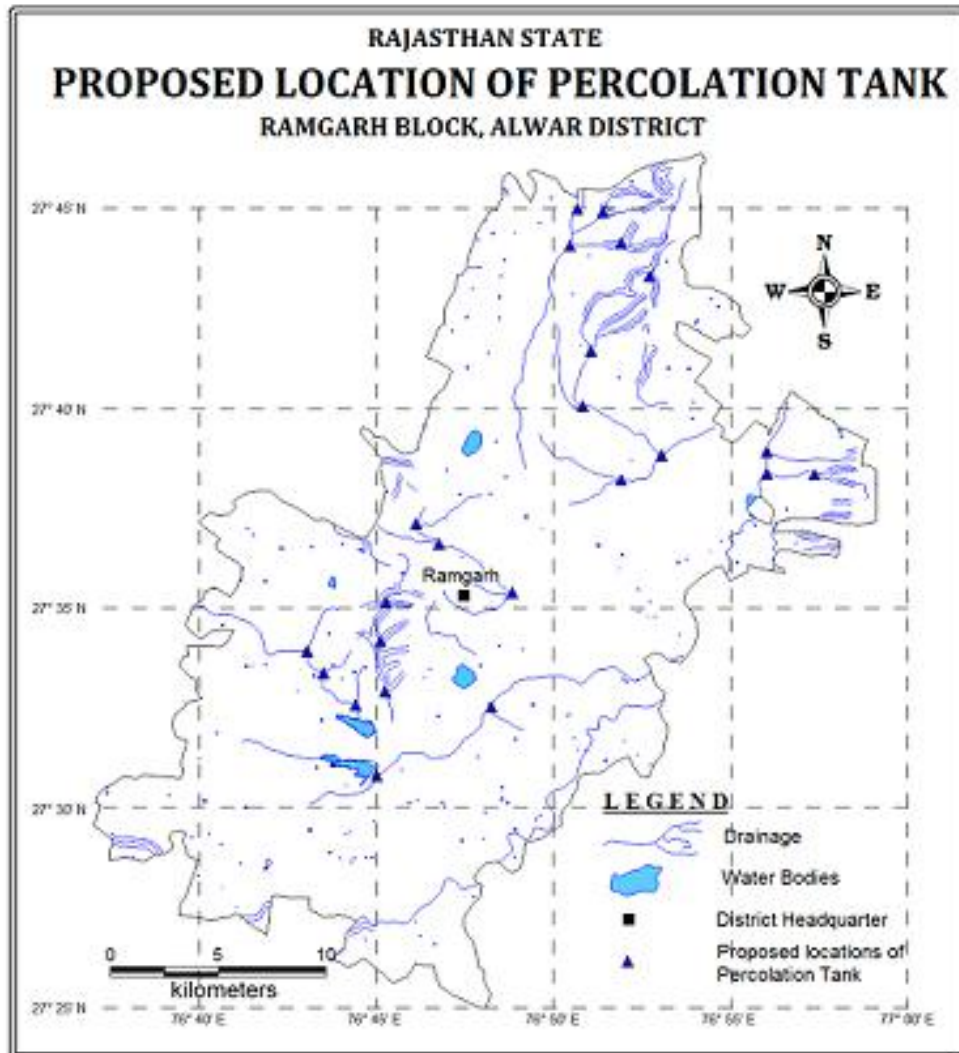 RAJASTHAN STATE
PROPOSED LOCATION OF PERCOLATION TANK
RAMGARH BLOCK, ALWAR DISTRICT
27° 45' N
N
W E
S
27° 40' N
Ramgarh
27° 35' N
27° 30' N
LEGEND
Drainage
Water Bodies
District Headquarter
Proposed locations of
Percolation Tank
0 5 10
kilometers
27° 25' N
76° 40' E 76° 45' E 76° 50' E 76° 55' E 77° 00' E